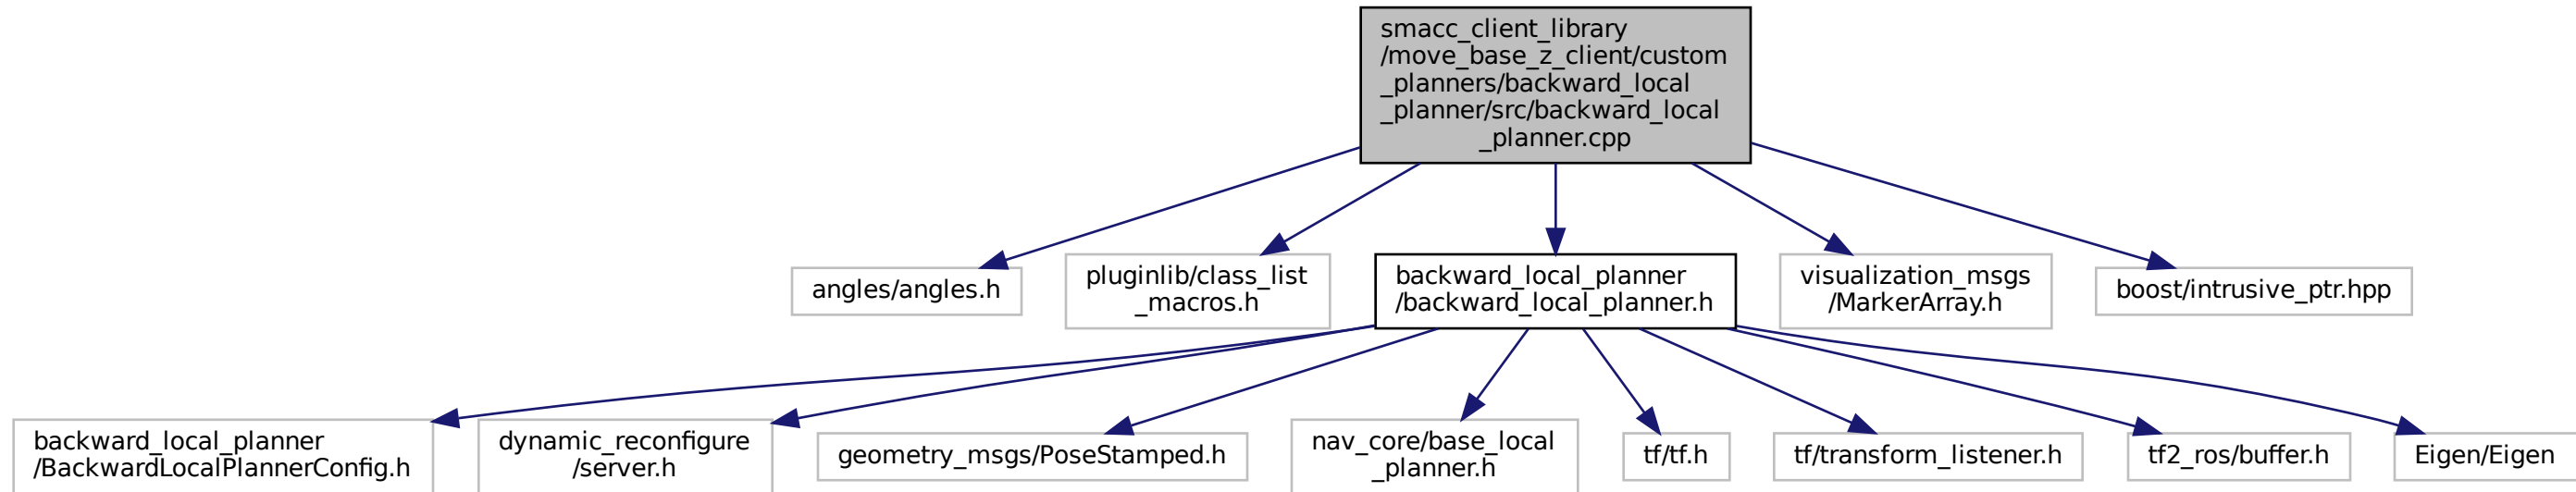 smacc_client_library
/move_base_z_client/custom
_planners/backward_local
_planner/src/backward_local
_planner.cpp
angles/angles.h
pluginlib/class_list
_macros.h
backward_local_planner
/backward_local_planner.h
visualization_msgs
/MarkerArray.h
boost/intrusive_ptr.hpp
backward_local_planner
/BackwardLocalPlannerConfig.h
dynamic_reconfigure
/server.h
geometry_msgs/PoseStamped.h
nav_core/base_local
_planner.h
tf/tf.h
tf/transform_listener.h
tf2_ros/buffer.h
Eigen/Eigen